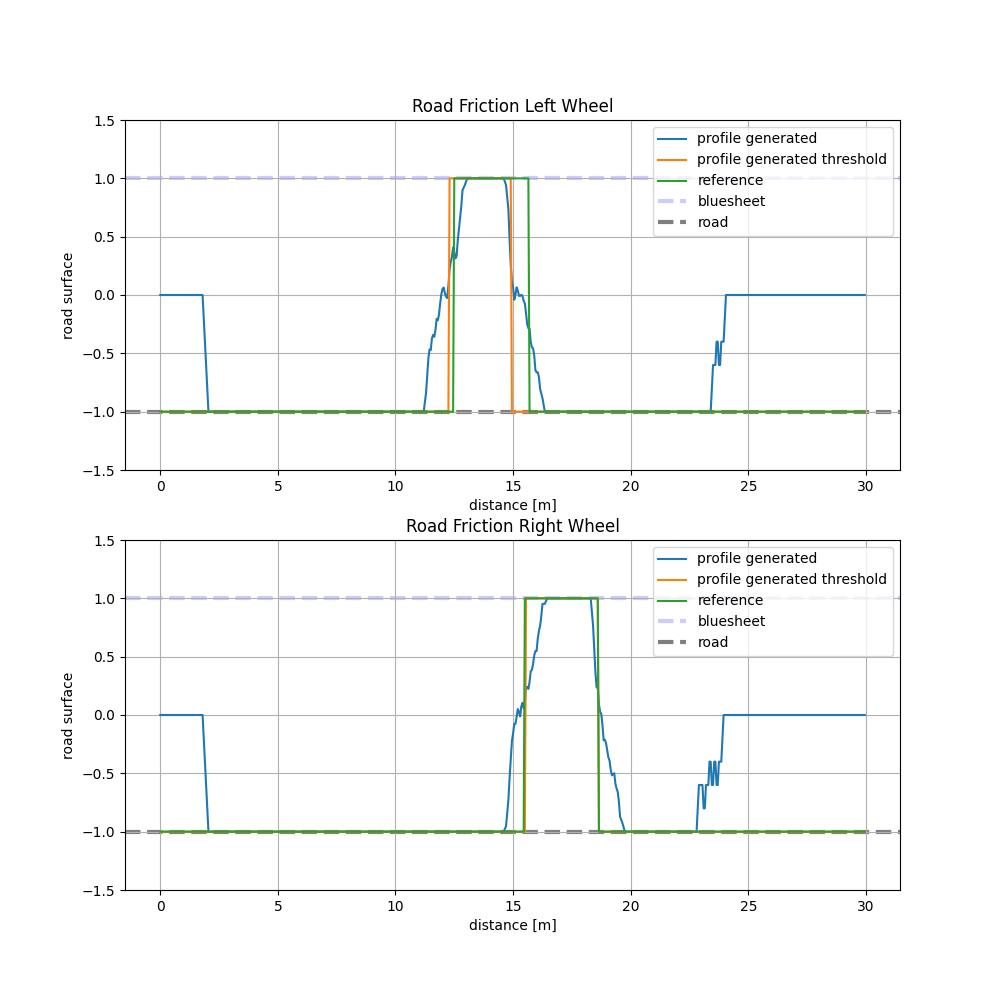 Road Friction Left Wheel
1.5
1.0
0.5
0.0
−0.5
−1.0
−1.5
road surface
profile generated
profile generated threshold
reference
bluesheet
road
0 5 10 15 20 25 30
distance [m]
Road Friction Right Wheel
1.5
1.0
0.5
0.0
−0.5
−1.0
−1.5
road surface
profile generated
profile generated threshold
reference
bluesheet
road
0 5 10 15 20 25 30
distance [m]